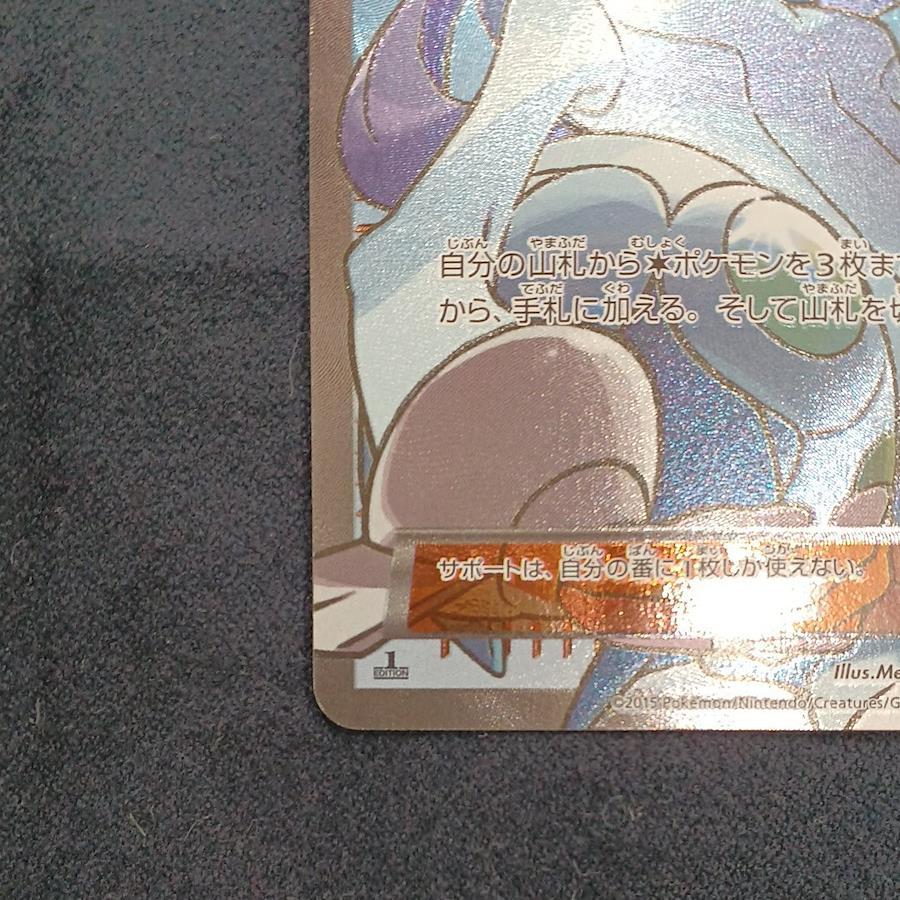 自分の山札から✶ポケモンを3枚ま
から、手札に加える。そして山札を切
サポートは、自分の番に1枚しか使えない。
1 EDITION
Illus.Me
©2015 Pokémon/Nintendo/Creatures/G